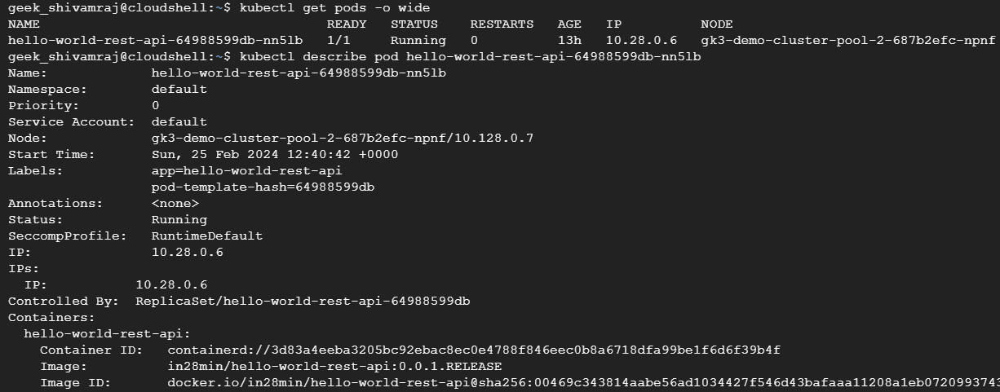 geek_shivamraj@cloudshell:~$ kubectl get pods -o wide
NAME READY STATUS RESTARTS AGE IP NODE
hello-world-rest-api-64988599db-nn5lb 1/1 Running 0 13h 10.28.0.6 gk3-demo-cluster-pool-2-687b2efc-npnf
geek_shivamraj@cloudshell:~$ kubectl describe pod hello-world-rest-api-64988599db-nn5lb
Name: hello-world-rest-api-64988599db-nn5lb
Namespace: default
Priority: 0
Service Account: default
Node: gk3-demo-cluster-pool-2-687b2efc-npnf/10.128.0.7
Start Time: Sun, 25 Feb 2024 12:40:42 +0000
Labels: app=hello-world-rest-api
pod-template-hash=64988599db
Annotations: <none>
Status: Running
SeccompProfile: RuntimeDefault
IP: 10.28.0.6
IPs:
IP: 10.28.0.6
Controlled By: ReplicaSet/hello-world-rest-api-64988599db
Containers:
hello-world-rest-api:
Container ID: containerd://3d83a4eeba3205bc92ebac8ec0e4788f846eec0b8a6718dfa99be1f6d6f39b4f
Image: in28min/hello-world-rest-api:0.0.1.RELEASE
Image ID: docker.io/in28min/hello-world-rest-api@sha256:00469c343814aabe56ad1034427f546d43bafaaa11208a1eb0720993743